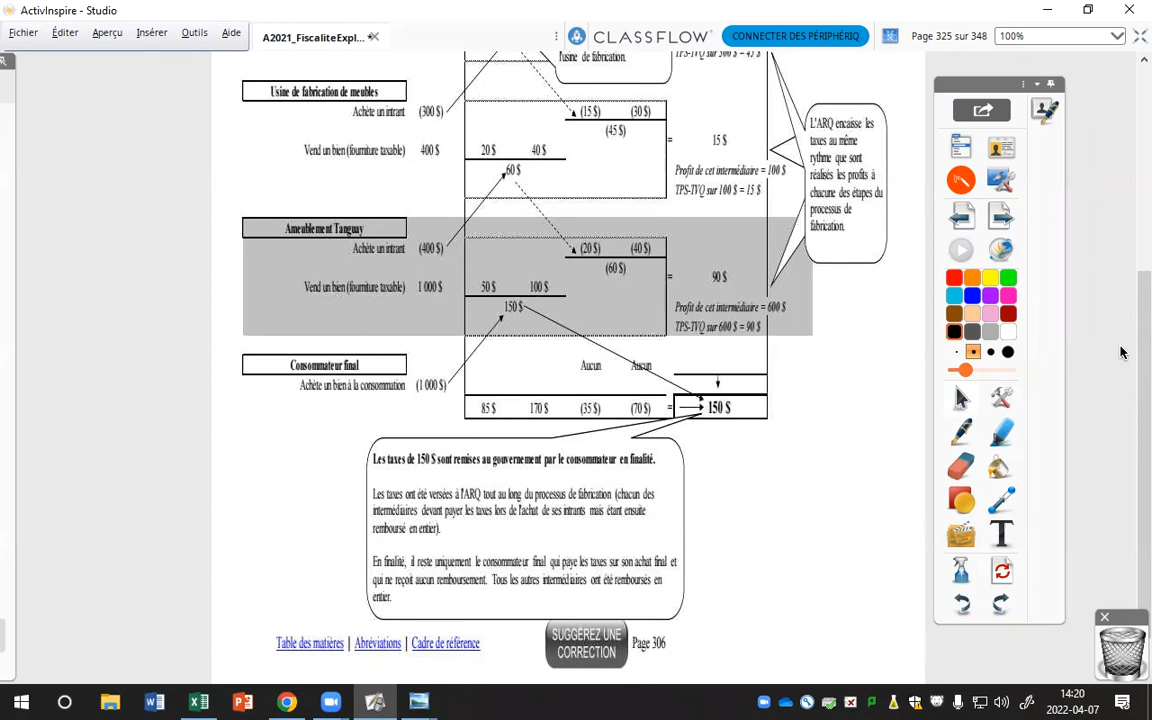 ActivInspire - Studio
Fichier Éditer Aperçu Insérer Outils Aide
A2021_FiscaliteExpl...
CLASSFLOW
CONNECTER DES PÉRIPHÉRIQ
Page 325 sur 348
100%
l'usine de fabrication.
TPS-TVQ sur 300 $ = 45 $
Usine de fabrication de meubles
Achète un intrant (300 $) (15 $) (30 $)
(45 $)
= 15 $
Vend un bien (fourniture taxable) 400 $ 20 $ 40 $
60 $
Profit de cet intermédiaire = 100 $
TPS-TVQ sur 100 $ = 15 $
L'ARQ encaisse les
taxes au même
rythme que sont
réalisés les profits à
chacune des étapes du
processus de
fabrication.
Ameublement Tanguay
Achète un intrant (400 $) (20 $) (40 $)
(60 $)
= 90 $
Vend un bien (fourniture taxable) 1 000 $ 50 $ 100 $
150 $
Profit de cet intermédiaire = 600 $
TPS-TVQ sur 600 $ = 90 $
Consommateur final
Aucun Aucun
Achète un bien à la consommation (1 000 $)
85 $ 170 $ (35 $) (70 $) = 150 $
Les taxes de 150 $ sont remises au gouvernement par le consommateur en finalité.
Les taxes ont été versées à l'ARQ tout au long du processus de fabrication (chacun des
intermédiaires devant payer les taxes lors de l'achat de ses intrants mais étant ensuite
remboursé en entier).
En finalité, il reste uniquement le consommateur final qui paye les taxes sur son achat final et
qui ne reçoit aucun remboursement. Tous les autres intermédiaires ont été remboursés en
entier.
Table des matières | Abréviations | Cadre de référence
SUGGÉREZ UNE
CORRECTION
Page 306
14:20
2022-04-07